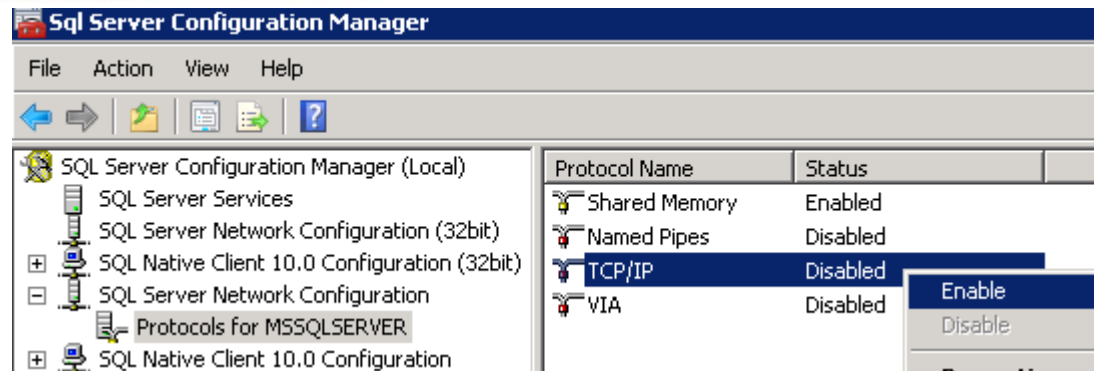 Sql Server Configuration Manager
File Action View Help
SQL Server Configuration Manager (Local)
SQL Server Services
SQL Server Network Configuration (32bit)
SQL Native Client 10.0 Configuration (32bit)
SQL Server Network Configuration
Protocols for MSSQLSERVER
SQL Native Client 10.0 Configuration
Protocol Name Status
Shared Memory Enabled
Named Pipes Disabled
TCP/IP Disabled
VIA Disabled
Enable
Disable